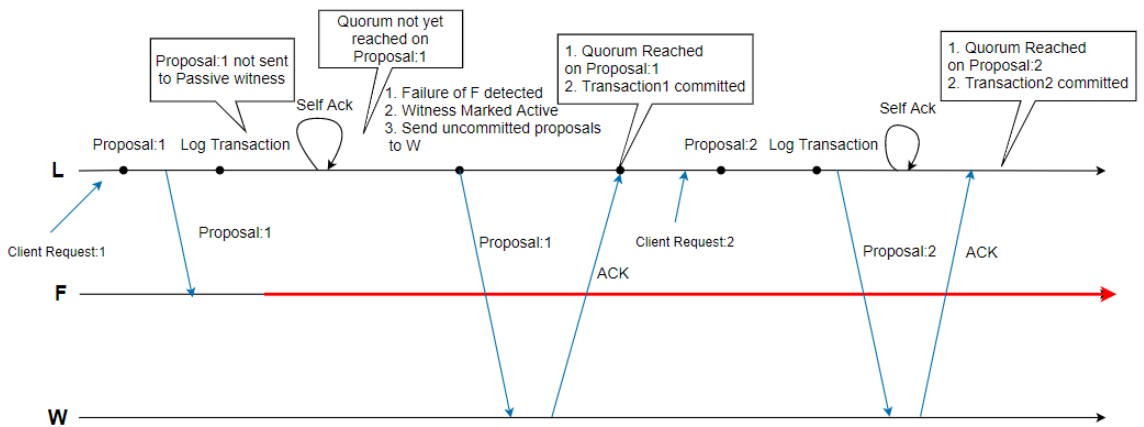 Quorum not yet
reached on
Proposal:1
Proposal:1 not sent
to Passive witness
1. Quorum Reached
on Proposal:1
2. Transaction1 committed
1. Quorum Reached
on Proposal:2
2. Transaction2 committed
1. Failure of F detected
2. Witness Marked Active
3. Send uncommitted proposals
to W
Self Ack
Self Ack
Proposal:1
Log Transaction
Proposal:2
Log Transaction
L
Client Request:1
Proposal:1
Proposal:1
ACK
Client Request:2
Proposal:2
ACK
F
W